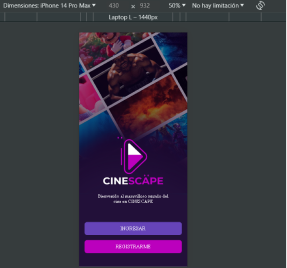 Dimensiones: iPhone 14 Pro Max 430 × 932 50% No hay limitación
Laptop L – 1440px
CINESCAPE
Bienvenido al maravilloso mundo del
cine en CINESCAPE
INGRESAR
REGISTRARME